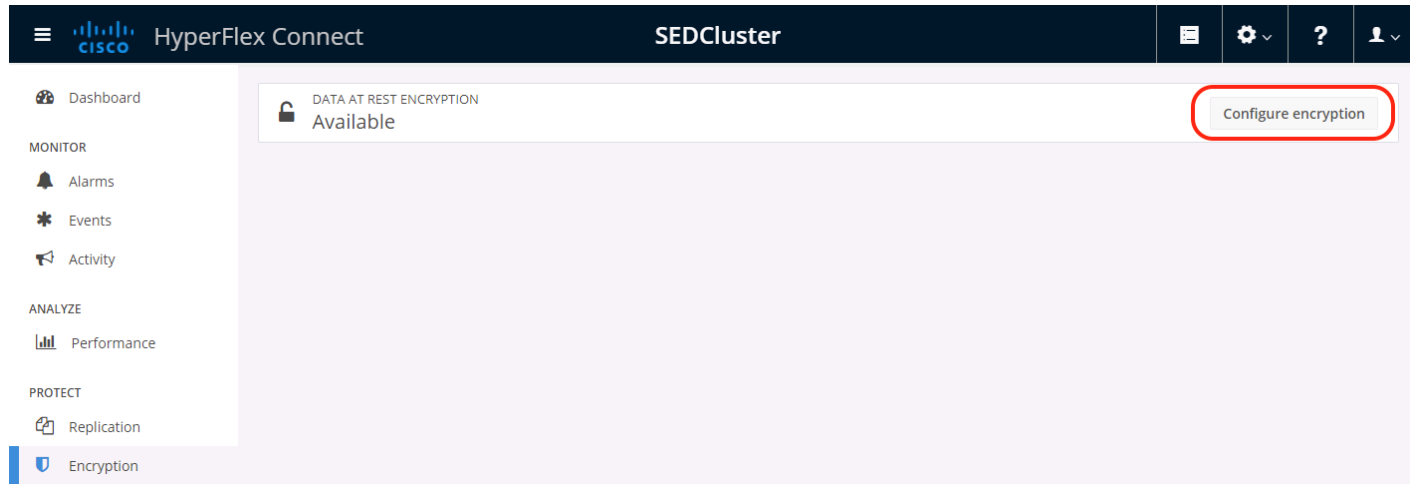 CISCO HyperFlex Connect SEDCluster ?
Dashboard
DATA AT REST ENCRYPTION
Available
Configure encryption
MONITOR
Alarms
Events
Activity
ANALYZE
Performance
PROTECT
Replication
Encryption